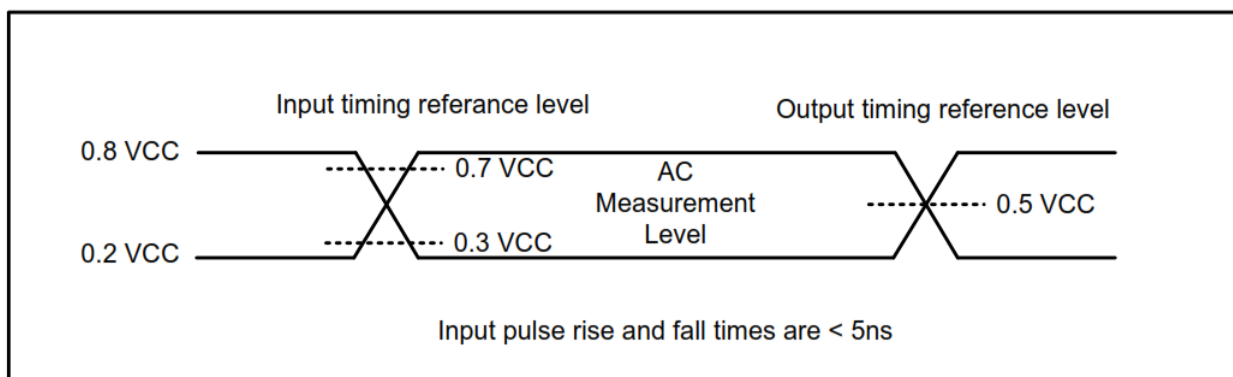 Input timing referance level
Output timing reference level
0.8 VCC
0.7 VCC
AC
Measurement
Level
0.5 VCC
0.3 VCC
0.2 VCC
Input pulse rise and fall times are < 5ns